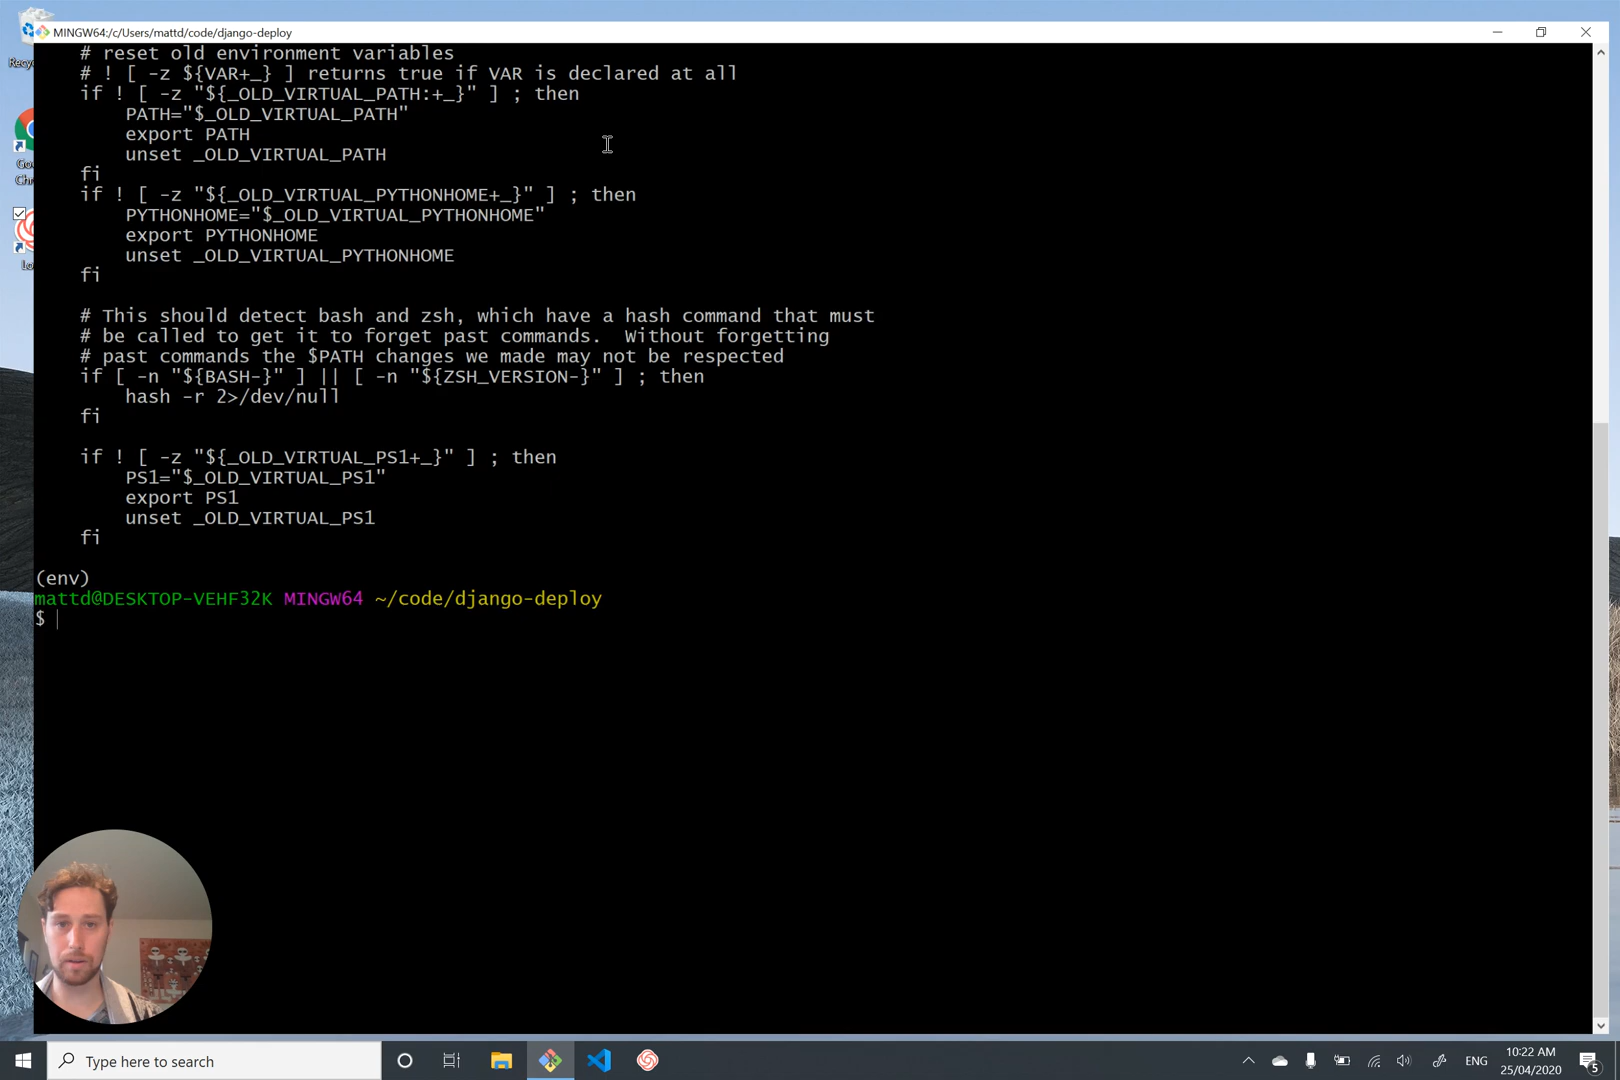 MINGW64:/c/Users/mattd/code/django-deploy
# reset old environment variables
# ! [ -z ${VAR+_} ] returns true if VAR is declared at all
if ! [ -z "${_OLD_VIRTUAL_PATH:+_}" ] ; then
PATH="$_OLD_VIRTUAL_PATH"
export PATH
unset _OLD_VIRTUAL_PATH
fi
if ! [ -z "${_OLD_VIRTUAL_PYTHONHOME+_}" ] ; then
PYTHONHOME="$_OLD_VIRTUAL_PYTHONHOME"
export PYTHONHOME
unset _OLD_VIRTUAL_PYTHONHOME
fi
# This should detect bash and zsh, which have a hash command that must
# be called to get it to forget past commands.  Without forgetting
# past commands the $PATH changes we made may not be respected
if [ -n "${BASH-}" ] || [ -n "${ZSH_VERSION-}" ] ; then
hash -r 2>/dev/null
fi
if ! [ -z "${_OLD_VIRTUAL_PS1+_}" ] ; then
PS1="$_OLD_VIRTUAL_PS1"
export PS1
unset _OLD_VIRTUAL_PS1
fi
(env)
mattd@DESKTOP-VEHF32K MINGW64 ~/code/django-deploy
$
Type here to search
ENG
10:22 AM
25/04/2020
5